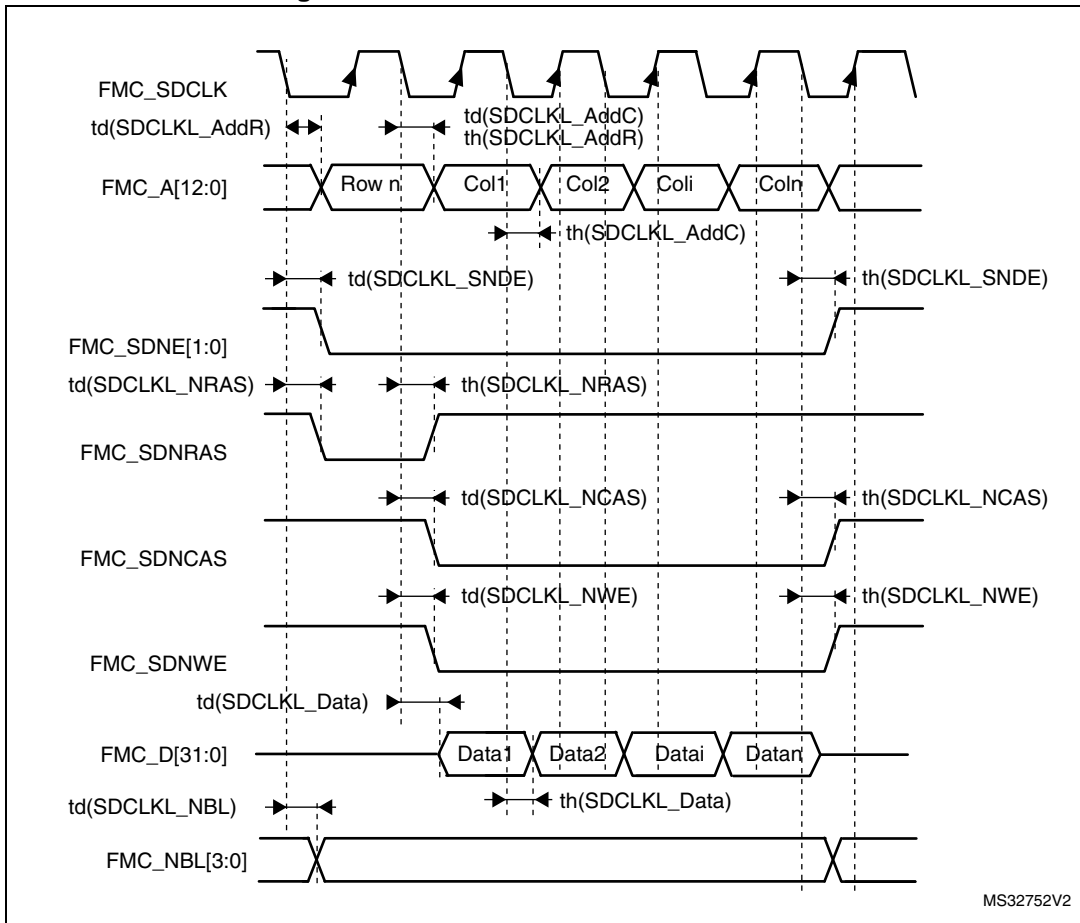 FMC_SDCLK
td(SDCLKL_AddR)
td(SDCLKL_AddC)
th(SDCLKL_AddR)
FMC_A[12:0]
Row n
Col1
Col2
Coli
Coln
th(SDCLKL_AddC)
td(SDCLKL_SNDE)
th(SDCLKL_SNDE)
FMC_SDNE[1:0]
td(SDCLKL_NRAS)
th(SDCLKL_NRAS)
FMC_SDNRAS
td(SDCLKL_NCAS)
th(SDCLKL_NCAS)
FMC_SDNCAS
td(SDCLKL_NWE)
th(SDCLKL_NWE)
FMC_SDNWE
td(SDCLKL_Data)
FMC_D[31:0]
Data1
Data2
Datai
Datan
th(SDCLKL_Data)
td(SDCLKL_NBL)
FMC_NBL[3:0]
MS32752V2